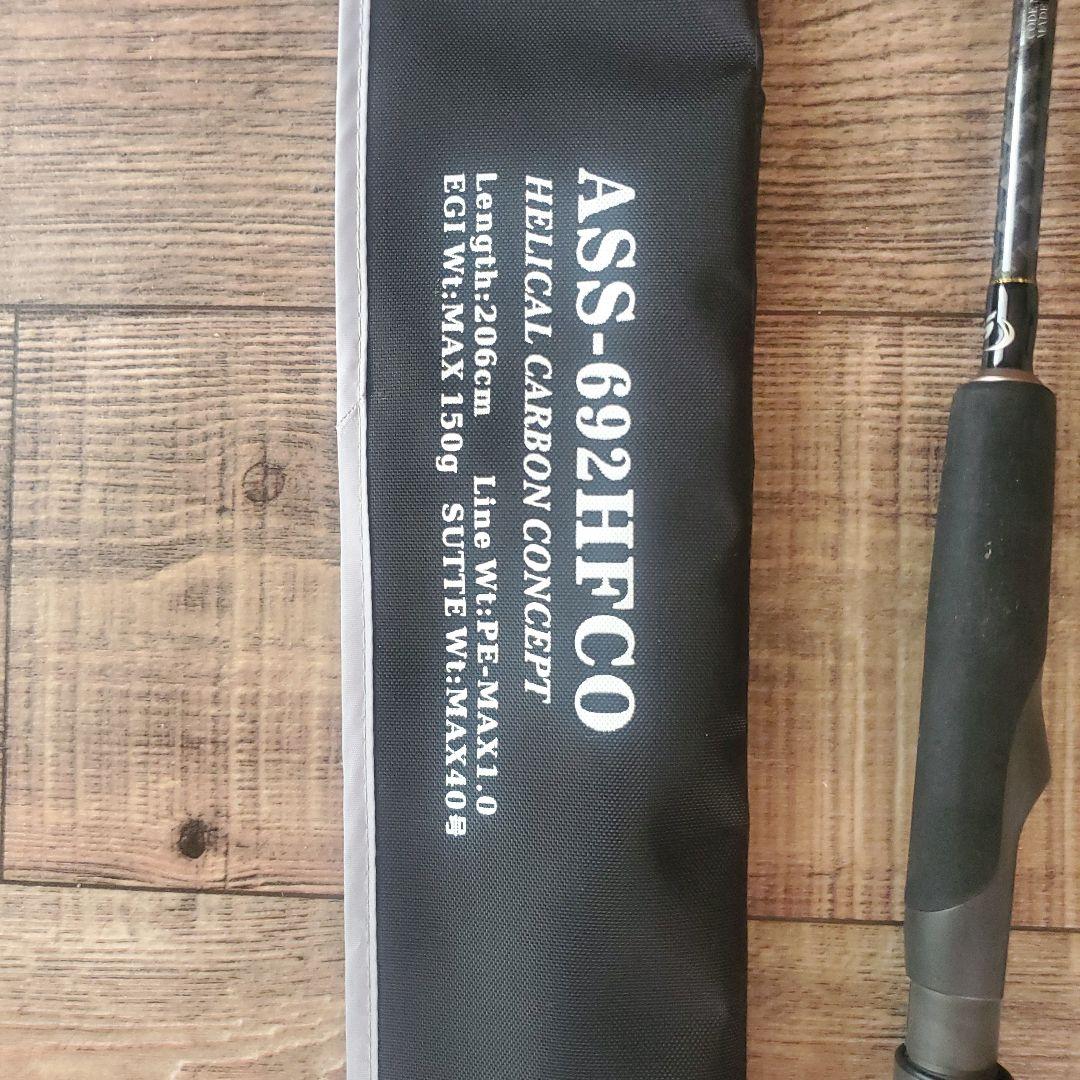 ASS-692HFCO
HELICAL CARBON CONCEPT
Length:206cm Line Wt:PE-MAX1.0
EGI Wt:MAX 150g SUTTE Wt:MAX40号